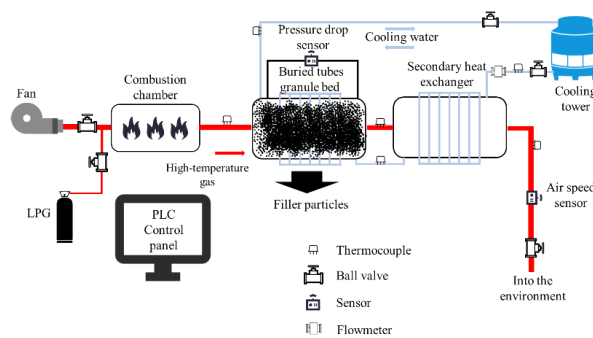 Pressure drop
sensor
Cooling water
Buried tubes
granule bed
Secondary heat
exchanger
Combustion
chamber
Fan
Cooling
tower
High-temperature
gas
Filler particles
LPG
PLC
Control
panel
Air speed
sensor
Into the
environment
Thermocouple
Ball valve
Sensor
Flowmeter